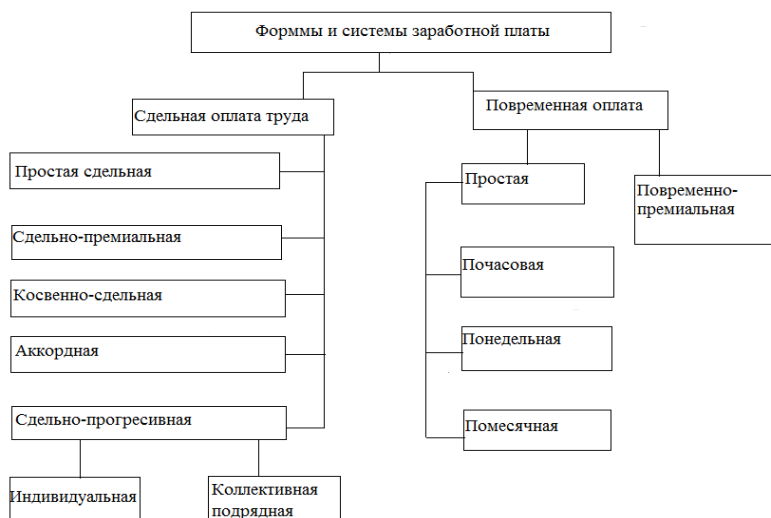 Форммы и системы заработной платы
Сдельная оплата труда
Повременная оплата
Простая сдельная
Сдельно-премиальная
Косвенно-сдельная
Аккордная
Сдельно-прогресивная
Индивидуальная
Коллективная
подрядная
Простая
Почасовая
Понедельная
Помесячная
Повременно-
премиальная